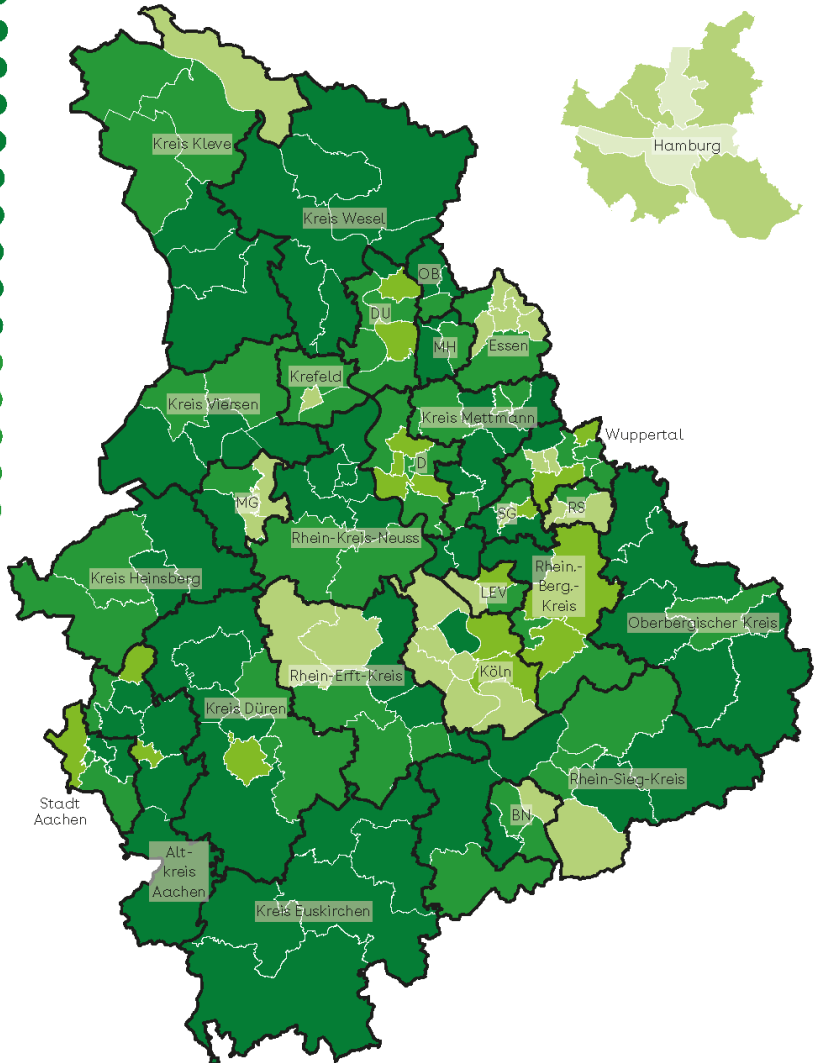 Hamburg
Kreis Kleve
Kreis Wesel
OB
DU
MH
Essen
Krefeld
Kreis Viersen
Kreis Mettmann
Wuppertal
D
MG
SG
RS
Rhein-Kreis-Neuss
Kreis Heinsberg
Rhein.-
Berg.-
Kreis
LEV
Oberbergischer Kreis
Rhein-Erft-Kreis
Köln
Kreis Düren
Rhein-Sieg-Kreis
Stadt
Aachen
BN
Alt-
kreis
Aachen
Kreis Euskirchen